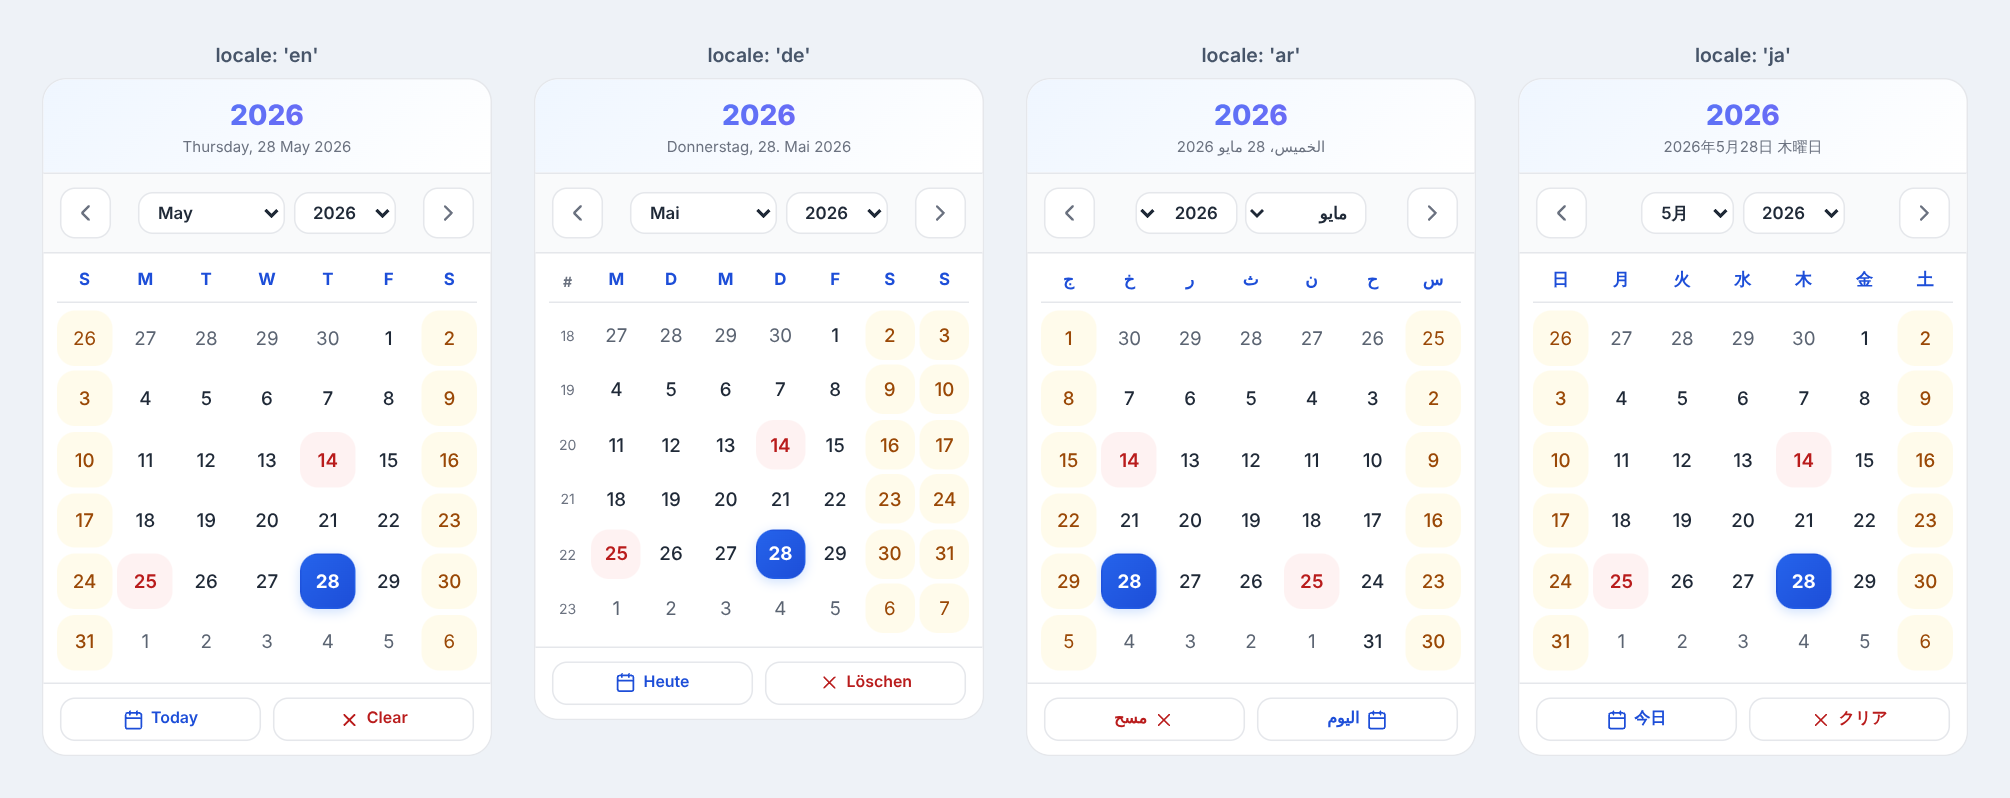 locale: 'en'
2026
Thursday, 28 May 2026
May 2026
S M T W T F S
26 27 28 29 30 1 2
3 4 5 6 7 8 9
10 11 12 13 14 15 16
17 18 19 20 21 22 23
24 25 26 27 28 29 30
31 1 2 3 4 5 6
Today Clear
locale: 'de'
2026
Donnerstag, 28. Mai 2026
Mai 2026
# M D M D F S S
18 27 28 29 30 1 2 3
19 4 5 6 7 8 9 10
20 11 12 13 14 15 16 17
21 18 19 20 21 22 23 24
22 25 26 27 28 29 30 31
23 1 2 3 4 5 6 7
Heute Löschen
locale: 'ar'
2026
الخميس، 28 مايو 2026
مايو 2026
س ح ن ث ر خ ج
25 26 27 28 29 30 1
2 3 4 5 6 7 8
9 10 11 12 13 14 15
16 17 18 19 20 21 22
23 24 25 26 27 28 29
30 31 1 2 3 4 5
اليوم مسح
locale: 'ja'
2026
2026年5月28日 木曜日
5月 2026
日 月 火 水 木 金 土
26 27 28 29 30 1 2
3 4 5 6 7 8 9
10 11 12 13 14 15 16
17 18 19 20 21 22 23
24 25 26 27 28 29 30
31 1 2 3 4 5 6
今日 クリア